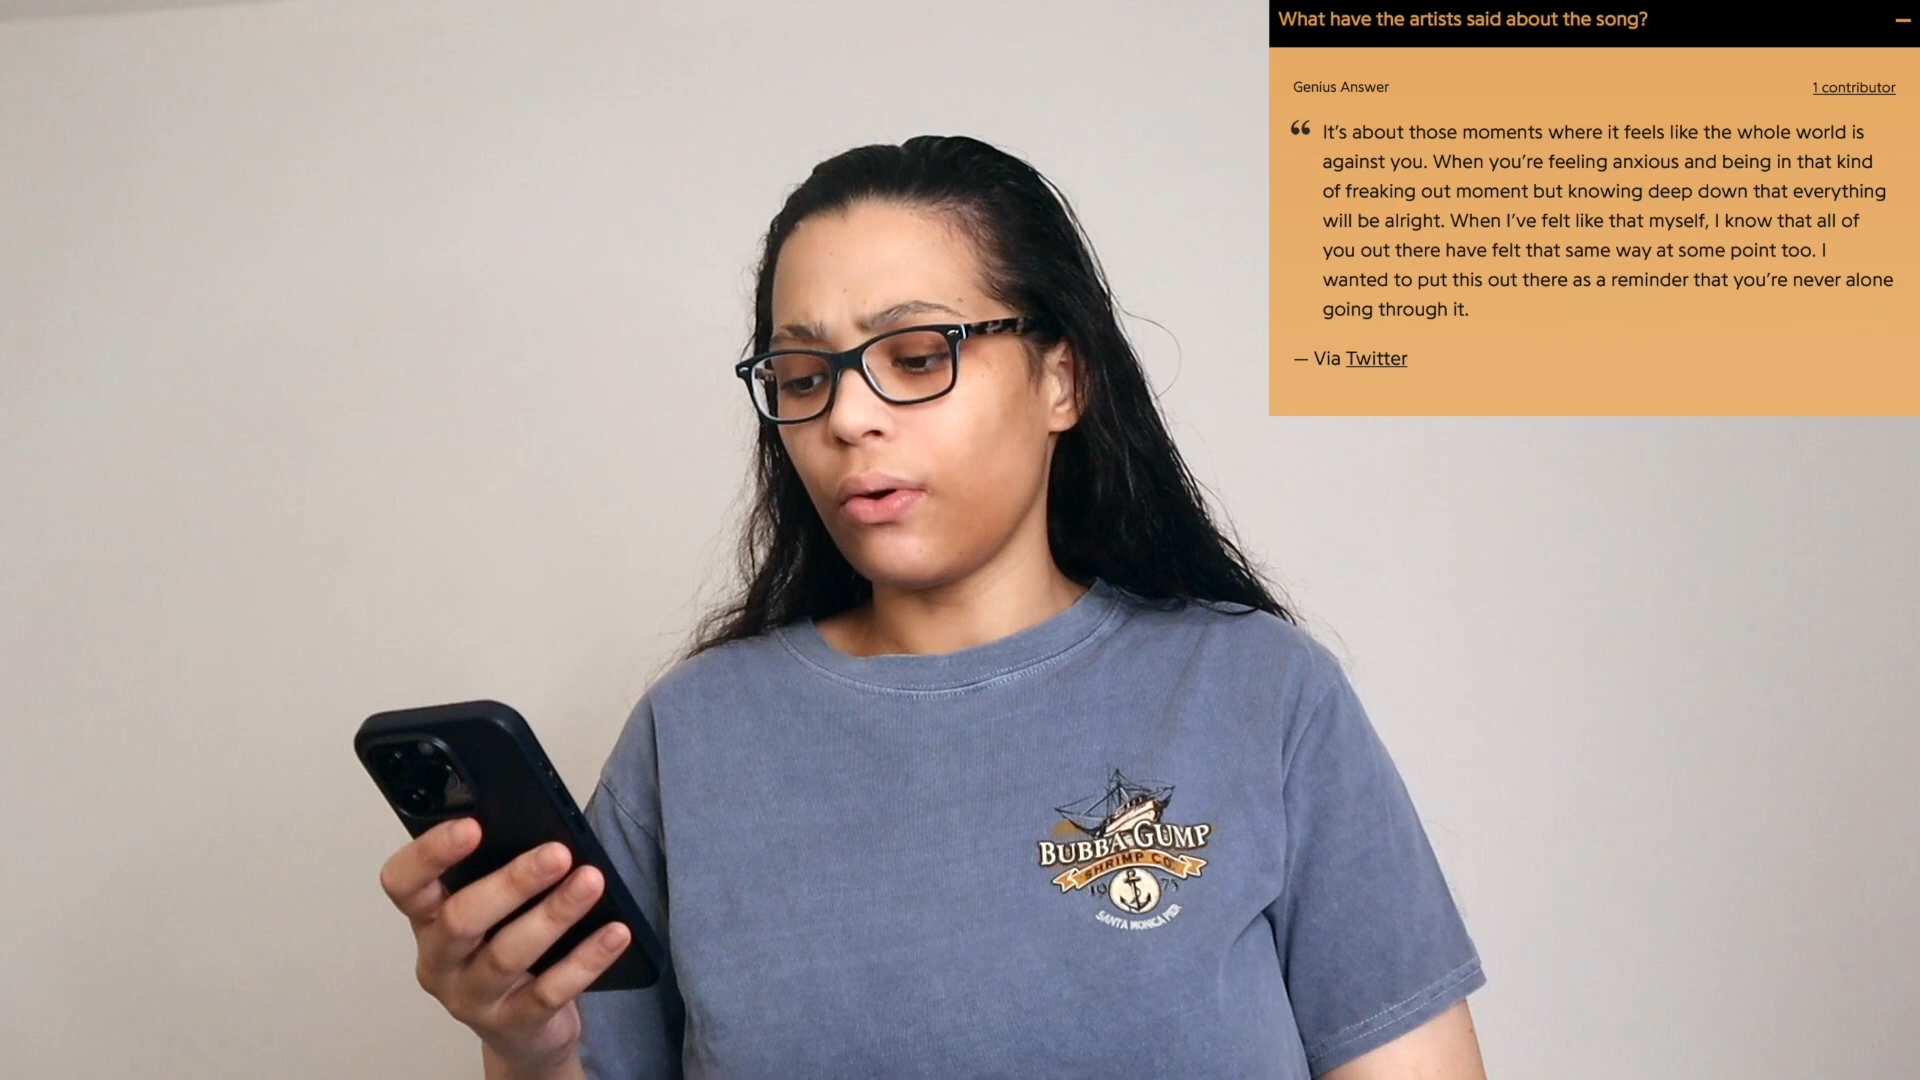 What have the artists said about the song?
Genius Answer
1 contributor
“ It's about those moments where it feels like the whole world is
against you. When you're feeling anxious and being in that kind
of freaking out moment but knowing deep down that everything
will be alright. When I've felt like that myself, I know that all of
you out there have felt that same way at some point too. I
wanted to put this out there as a reminder that you're never alone
going through it.
— Via Twitter
BUBBA GUMP
SHRIMP CO.
19 75
SANTA MONICA PIER